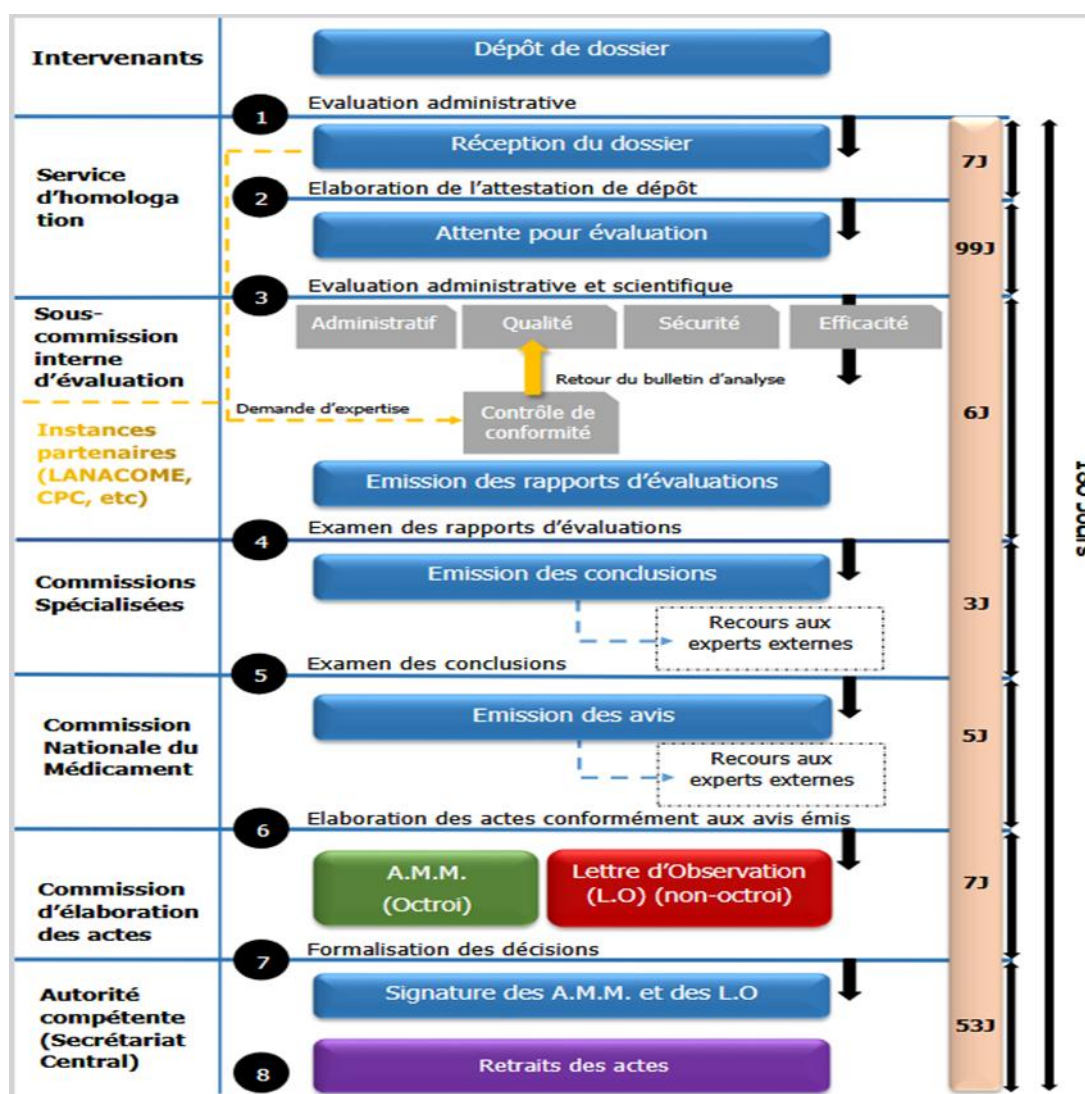 Intervenants
Dépôt de dossier
1
Evaluation administrative
Service
d'homologa
tion
Réception du dossier
7J
2
Elaboration de l'attestation de dépôt
Attente pour évaluation
99J
3
Evaluation administrative et scientifique
Sous-
commission
interne
d'évaluation
Administratif
Qualité
Sécurité
Efficacité
Retour du bulletin d'analyse
Demande d'expertise
Contrôle de
conformité
6J
Instances
partenaires
(LANACOME,
CPC, etc)
Emission des rapports d'évaluations
4
Examen des rapports d'évaluations
Commissions
Spécialisées
Emission des conclusions
Recours aux
experts externes
3J
5
Examen des conclusions
Commission
Nationale du
Médicament
Emission des avis
Recours aux
experts externes
5J
6
Elaboration des actes conformément aux avis émis
Commission
d'élaboration
des actes
A.M.M.
(Octroi)
Lettre d'Observation
(L.O) (non-octroi)
7J
7
Formalisation des décisions
Autorité
compétente
(Secrétariat
Central)
Signature des A.M.M. et des L.O
53J
8
Retraits des actes